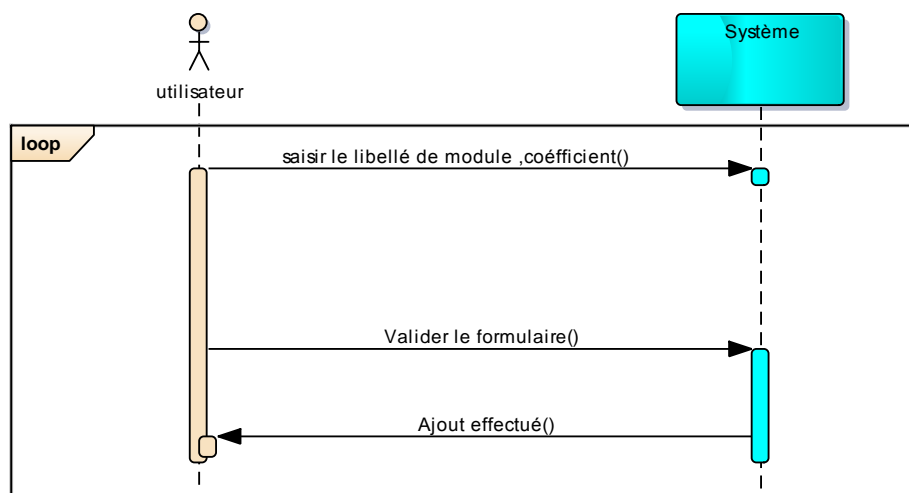 Système
utilisateur
loop
saisir le libellé de module ,coéfficient()
Valider le formulaire()
Ajout effectué()